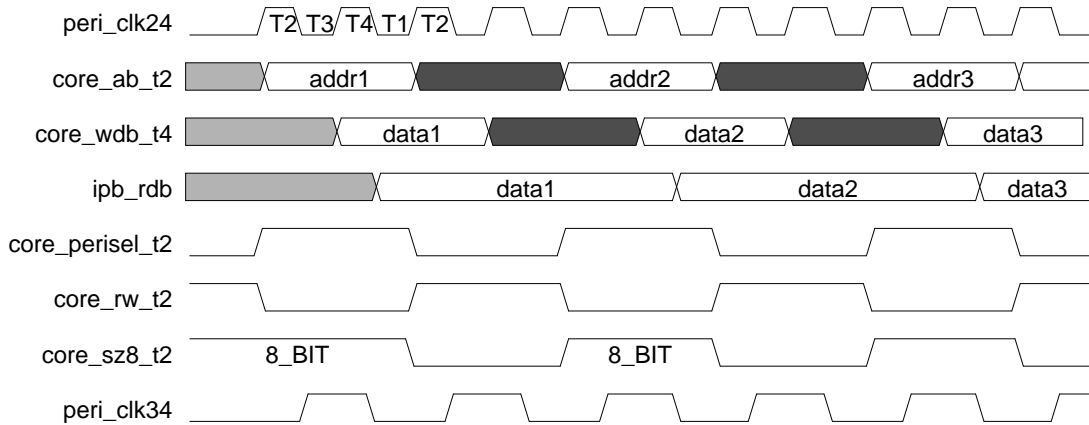 peri_clk24 T2 T3 T4 T1 T2
core_ab_t2 addr1 addr2 addr3
core_wdb_t4 data1 data2 data3
ipb_rdb data1 data2 data3
core_perisel_t2
core_rw_t2
core_sz8_t2 8_BIT 8_BIT
peri_clk34